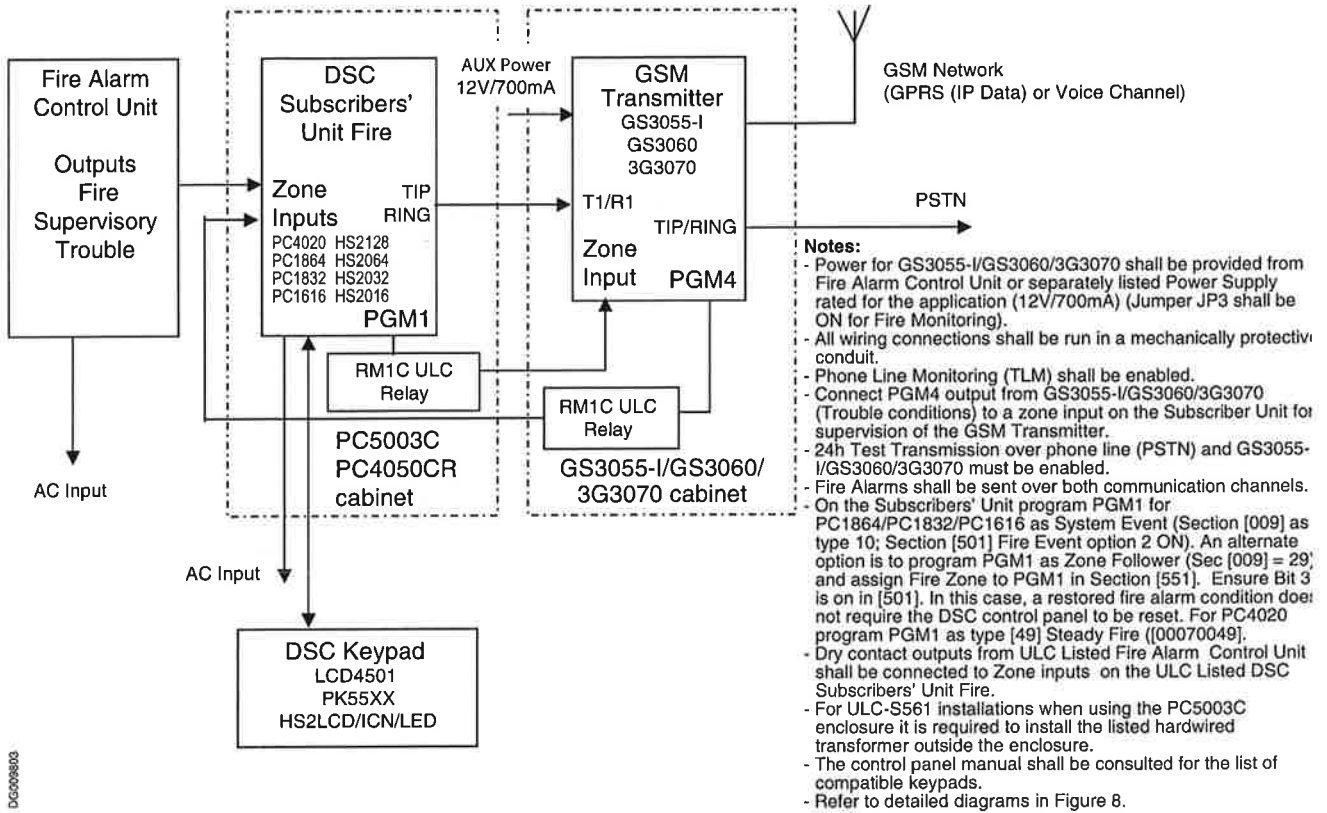 Fire Alarm
Control Unit
Outputs
Fire
Supervisory
Trouble
AC Input
DSC
Subscribers'
Unit Fire
Zone
Inputs
TIP
RING
PC4020 HS2128
PC1864 HS2064
PC1832 HS2032
PC1616 HS2016
PGM1
RM1C ULC
Relay
PC5003C
PC4050CR
cabinet
AC Input
DSC Keypad
LCD4501
PK55XX
HS2LCD/ICN/LED
AUX Power
12V/700mA
GSM
Transmitter
GS3055-I
GS3060
3G3070
T1/R1
TIP/RING
Zone
Input
PGM4
RM1C ULC
Relay
GS3055-I/GS3060/
3G3070 cabinet
GSM Network
(GPRS (IP Data) or Voice Channel)
PSTN
Notes:
- Power for GS3055-I/GS3060/3G3070 shall be provided from
Fire Alarm Control Unit or separately listed Power Supply
rated for the application (12V/700mA) (Jumper JP3 shall be
ON for Fire Monitoring).
- All wiring connections shall be run in a mechanically protectiv
conduit.
- Phone Line Monitoring (TLM) shall be enabled.
- Connect PGM4 output from GS3055-I/GS3060/3G3070
(Trouble conditions) to a zone input on the Subscriber Unit for
supervision of the GSM Transmitter.
- 24h Test Transmission over phone line (PSTN) and GS3055-
I/GS3060/3G3070 must be enabled.
- Fire Alarms shall be sent over both communication channels.
- On the Subscribers' Unit program PGM1 for
PC1864/PC1832/PC1616 as System Event (Section [009] as
type 10; Section [501] Fire Event option 2 ON). An alternate
option is to program PGM1 as Zone Follower (Sec [009] = 29)
and assign Fire Zone to PGM1 in Section [551]. Ensure Bit 3
is on in [501]. In this case, a restored fire alarm condition does
not require the DSC control panel to be reset. For PC4020
program PGM1 as type [49] Steady Fire ([00070049].
- Dry contact outputs from ULC Listed Fire Alarm Control Unit
shall be connected to Zone inputs on the ULC Listed DSC
Subscribers' Unit Fire.
- For ULC-S561 installations when using the PC5003C
enclosure it is required to install the listed hardwired
transformer outside the enclosure.
- The control panel manual shall be consulted for the list of
compatible keypads.
- Refer to detailed diagrams in Figure 8.
DG009803